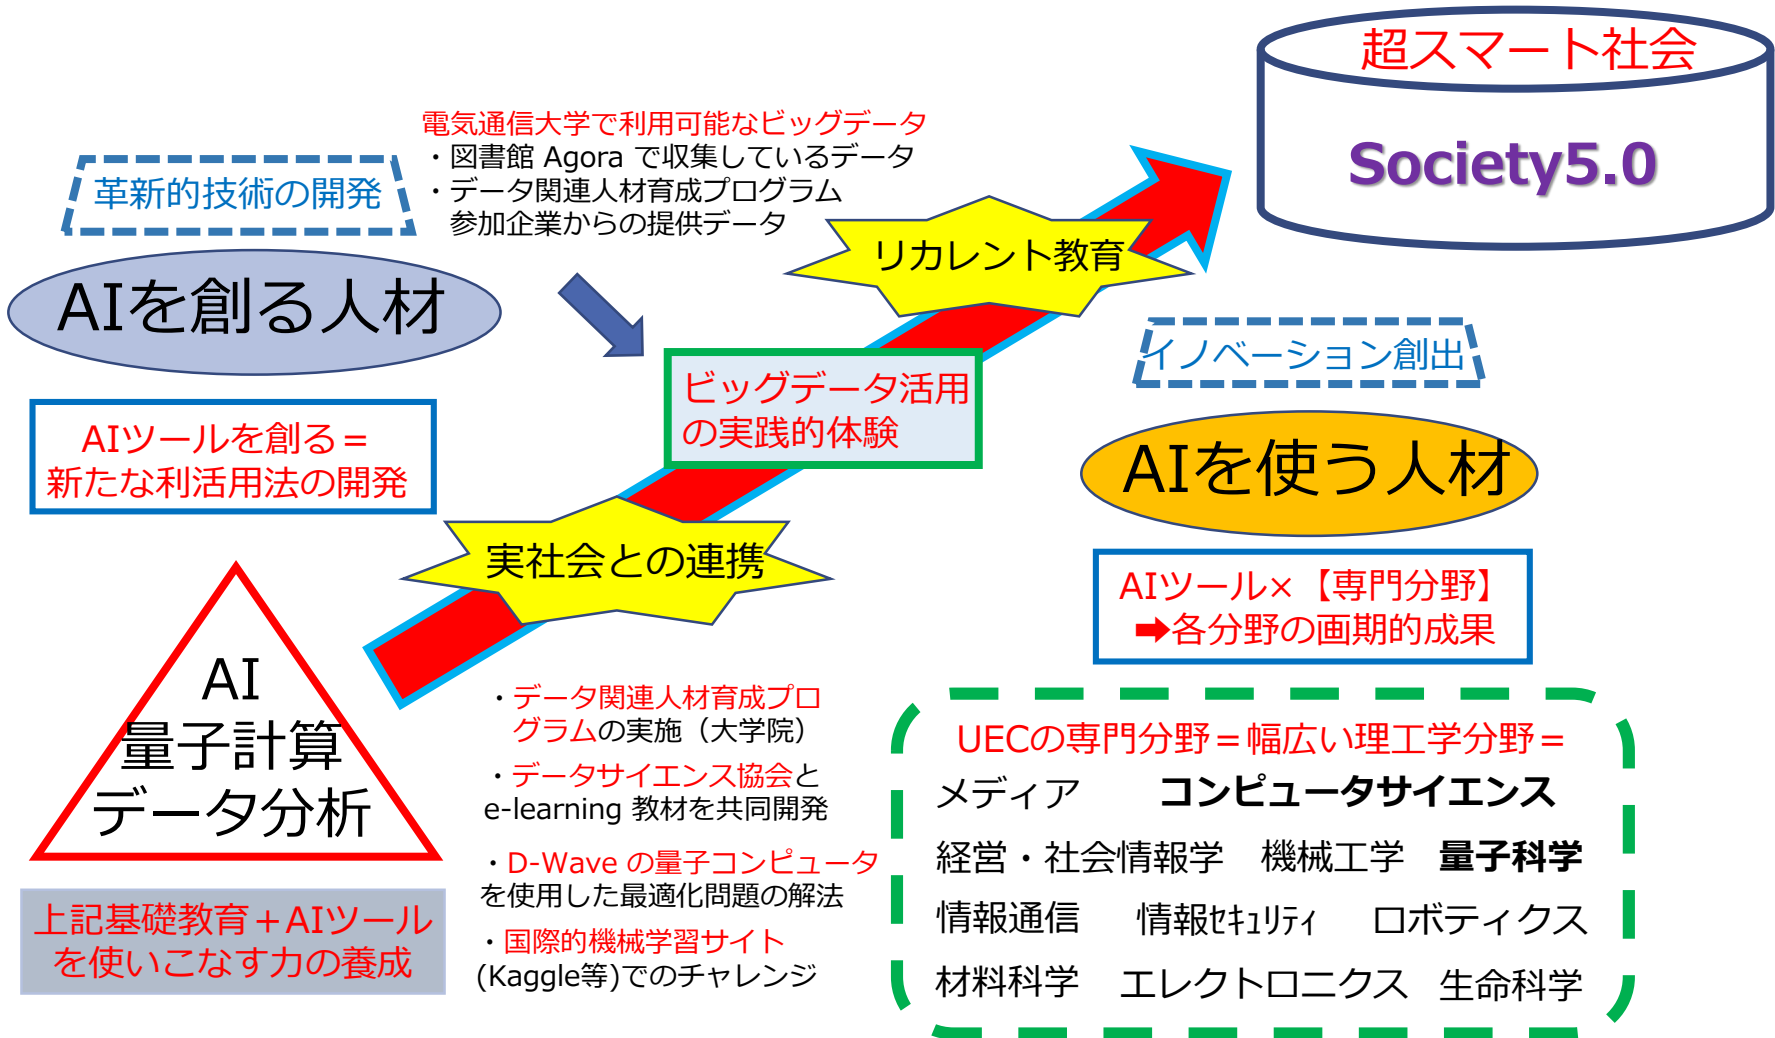 超スマート社会
Society5.0
電気通信大学で利用可能なビッグデータ
・図書館 Agora で収集しているデータ
・データ関連人材育成プログラム
参加企業からの提供データ
革新的技術の開発
AIを創る人材
AIツールを創る＝
新たな利活用法の開発
リカレント教育
ビッグデータ活用
の実践的体験
実社会との連携
イノベーション創出
AIを使う人材
AIツール×【専門分野】
➡各分野の画期的成果
AI
量子計算
データ分析
上記基礎教育＋AIツール
を使いこなす力の養成
・データ関連人材育成プロ
グラムの実施（大学院）
・データサイエンス協会と
e-learning 教材を共同開発
・D-Wave の量子コンピュータ
を使用した最適化問題の解法
・国際的機械学習サイト
(Kaggle等)でのチャレンジ
UECの専門分野＝幅広い理工学分野＝
メディア コンピュータサイエンス
経営・社会情報学 機械工学 量子科学
情報通信 情報ｾｷｭﾘﾃｨ ロボティクス
材料科学 エレクトロニクス 生命科学